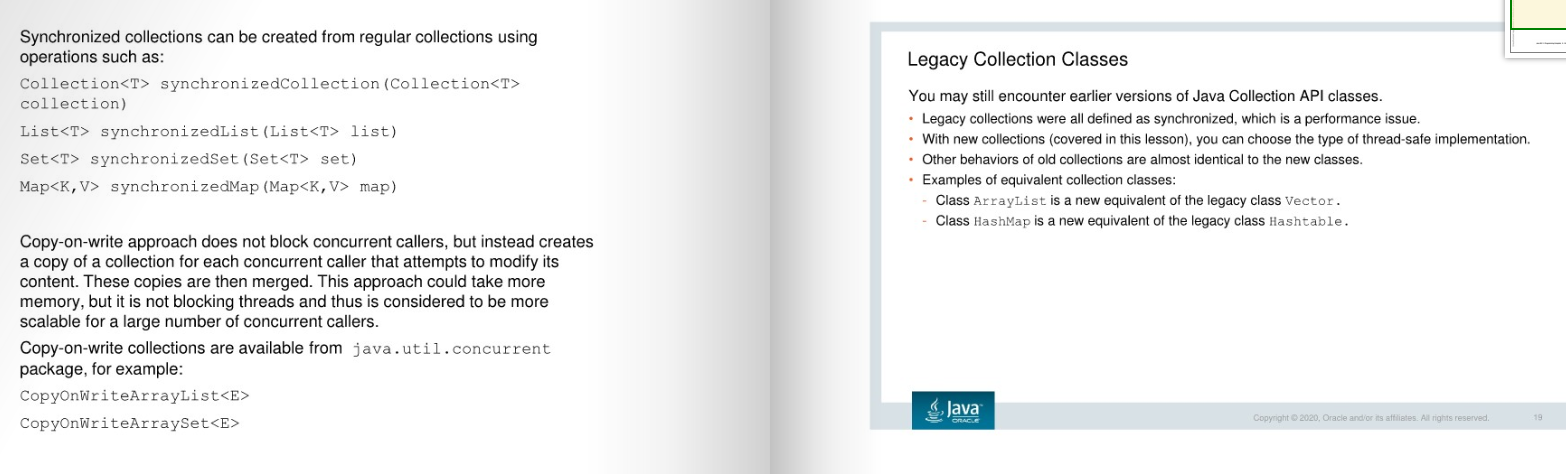 Synchronized collections can be created from regular collections using
operations such as:
Collection<T> synchronizedCollection(Collection<T>
collection)
List<T> synchronizedList(List<T> list)
Set<T> synchronizedSet(Set<T> set)
Map<K,V> synchronizedMap(Map<K,V> map)
Copy-on-write approach does not block concurrent callers, but instead creates
a copy of a collection for each concurrent caller that attempts to modify its
content. These copies are then merged. This approach could take more
memory, but it is not blocking threads and thus is considered to be more
scalable for a large number of concurrent callers.
Copy-on-write collections are available from java.util.concurrent
package, for example:
CopyOnWriteArrayList<E>
CopyOnWriteArraySet<E>
Legacy Collection Classes
You may still encounter earlier versions of Java Collection API classes.
• Legacy collections were all defined as synchronized, which is a performance issue.
• With new collections (covered in this lesson), you can choose the type of thread-safe implementation.
• Other behaviors of old collections are almost identical to the new classes.
• Examples of equivalent collection classes:
- Class ArrayList is a new equivalent of the legacy class Vector.
- Class HashMap is a new equivalent of the legacy class Hashtable.
Java
ORACLE
Copyright © 2020, Oracle and/or its affiliates. All rights reserved.
19